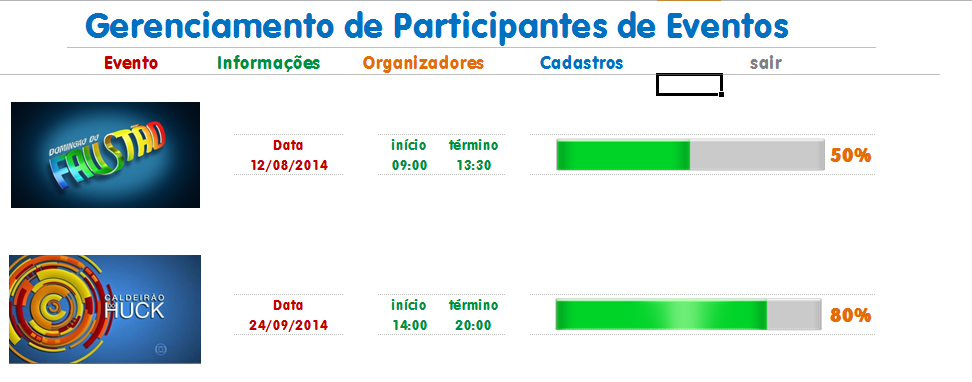 Gerenciamento de Participantes de Eventos
Evento Informações Organizadores Cadastros sair
DOMINGÃO DO
FAUSTÃO
Data início término
12/08/2014 09:00 13:30 50%
CALDEIRÃO
DO HUCK
Data início término
24/09/2014 14:00 20:00 80%